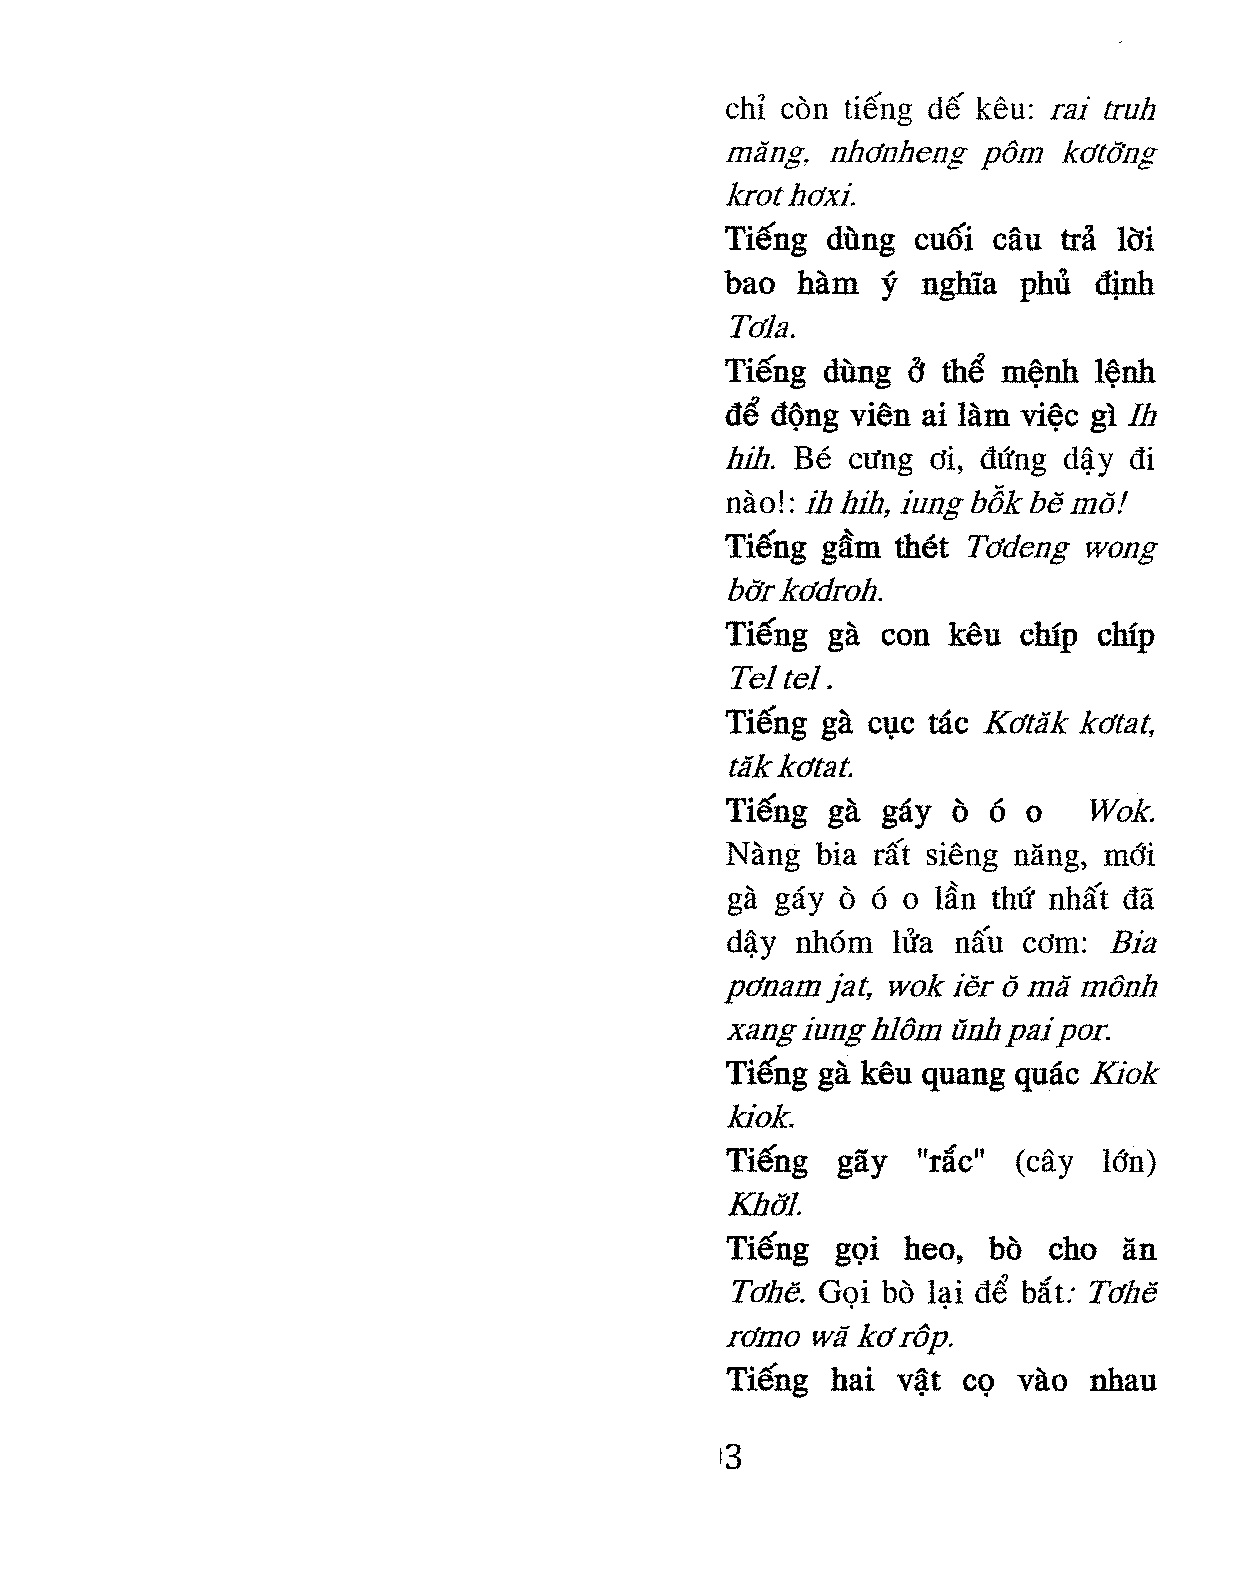 chỉ còn tiếng dế kêu: rai truh
măng, nhơnheng pôm kơtơ̆ng
krot hơxi.
Tiếng dùng cuối câu trả lời
bao hàm ý nghĩa phủ định
Tơla.
Tiếng dùng ở thể mệnh lệnh
để động viên ai làm việc gì Ih
hih. Bé cưng ơi, đứng dậy đi
nào!: ih hih, iung bô̆k bĕ mŏ!
Tiếng gầm thét Tơdeng wong
bơ̆r kơdroh.
Tiếng gà con kêu chíp chíp
Tel tel .
Tiếng gà cục tác Kơtăk kơtat,
tăk kơtat.
Tiếng gà gáy ò ó o Wok.
Nàng bia rất siêng năng, mới
gà gáy ò ó o lần thứ nhất đã
dậy nhóm lửa nấu cơm: Bia
pơnam jat, wok iĕr ŏ mă mônh
xang iung hlôm ŭnh pai por.
Tiếng gà kêu quang quác Kiok
kiok.
Tiếng gãy "rắc" (cây lớn)
Khơ̆l.
Tiếng gọi heo, bò cho ăn
Tơhĕ. Gọi bò lại để bắt: Tơhĕ
rơmo wă kơ rôp.
Tiếng hai vật cọ vào nhau
3